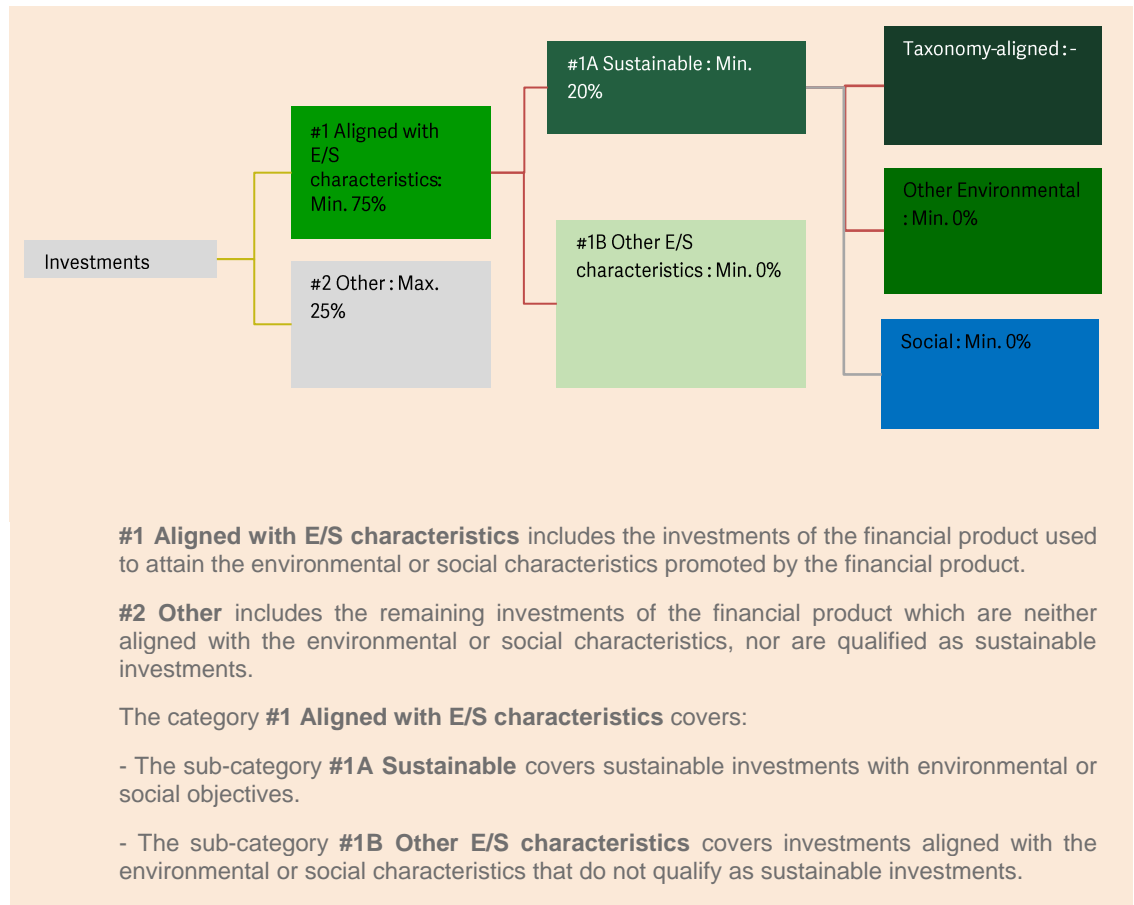 Investments
#1 Aligned with
E/S
characteristics:
Min. 75%
#2 Other : Max.
25%
#1A Sustainable : Min.
20%
#1B Other E/S
characteristics : Min. 0%
Taxonomy-aligned : -
Other Environmental
: Min. 0%
Social : Min. 0%
#1 Aligned with E/S characteristics includes the investments of the financial product used
to attain the environmental or social characteristics promoted by the financial product.
#2 Other includes the remaining investments of the financial product which are neither
aligned with the environmental or social characteristics, nor are qualified as sustainable
investments.
The category #1 Aligned with E/S characteristics covers:
- The sub-category #1A Sustainable covers sustainable investments with environmental or
social objectives.
- The sub-category #1B Other E/S characteristics covers investments aligned with the
environmental or social characteristics that do not qualify as sustainable investments.